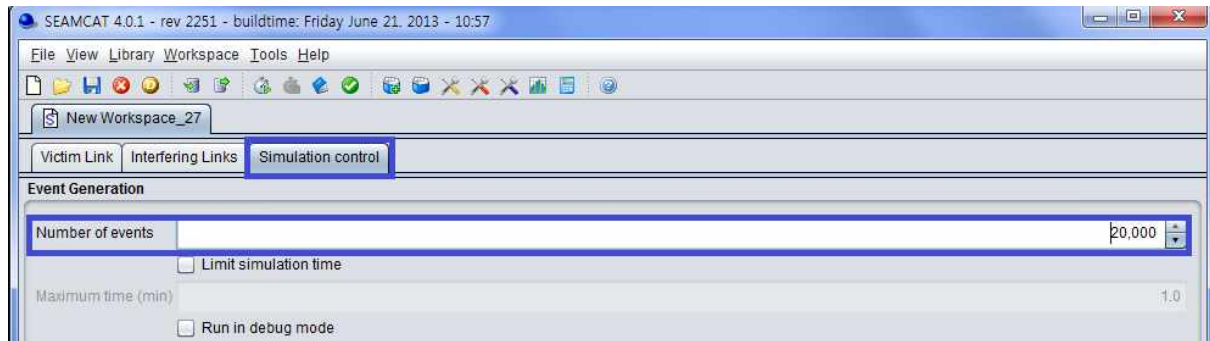 SEAMCAT 4.0.1 - rev 2251 - buildtime: Friday June 21. 2013 - 10:57
File View Library Workspace Tools Help
New Workspace_27
Victim Link Interfering Links Simulation control
Event Generation
Number of events 20,000
Limit simulation time
Maximum time (min) 1.0
Run in debug mode